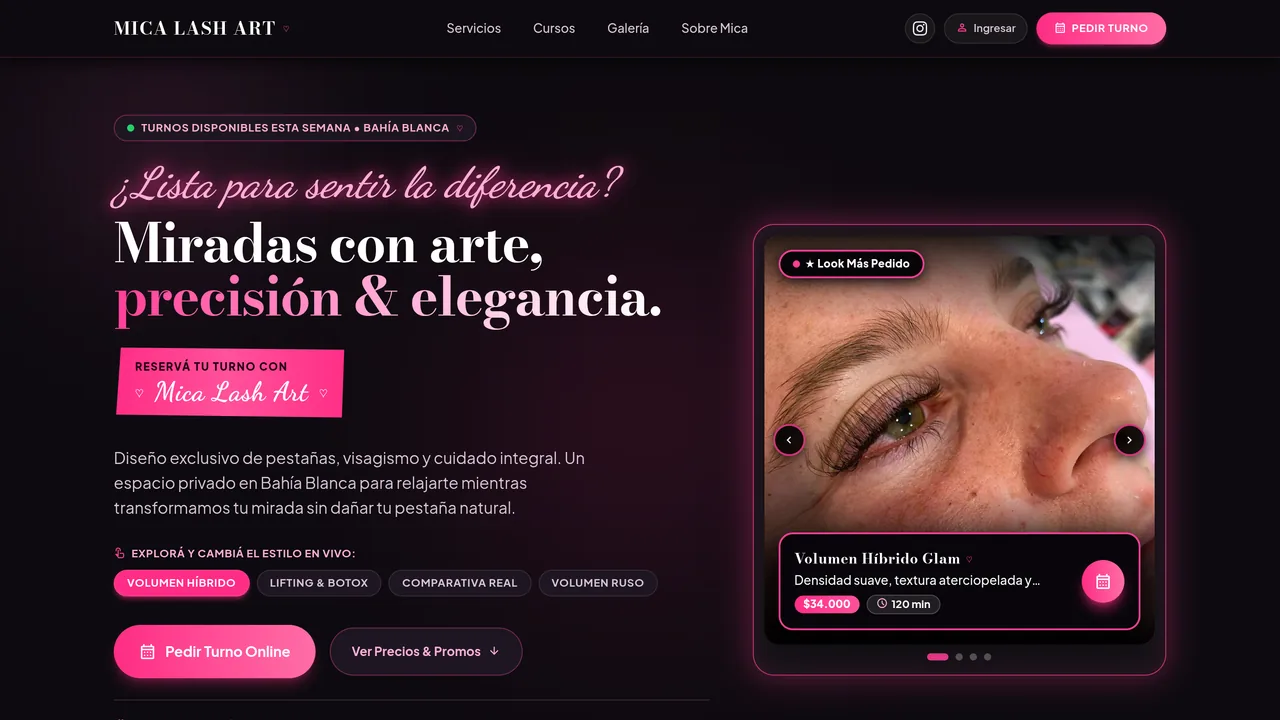 MICA LASH ART ♡
Servicios
Cursos
Galería
Sobre Mica
Ingresar
PEDIR TURNO
TURNOS DISPONIBLES ESTA SEMANA • BAHÍA BLANCA ♡
¿Lista para sentir la diferencia?
Miradas con arte,
precisión & elegancia.
RESERVÁ TU TURNO CON
♡ Mica Lash Art ♡
Diseño exclusivo de pestañas, visagismo y cuidado integral. Un
espacio privado en Bahía Blanca para relajarte mientras
transformamos tu mirada sin dañar tu pestaña natural.
EXPLORÁ Y CAMBIÁ EL ESTILO EN VIVO:
VOLUMEN HÍBRIDO
LIFTING & BOTOX
COMPARATIVA REAL
VOLUMEN RUSO
Pedir Turno Online
Ver Precios & Promos ↓
★ Look Más Pedido
Volumen Híbrido Glam ♡
Densidad suave, textura aterciopelada y…
$34.000
120 min